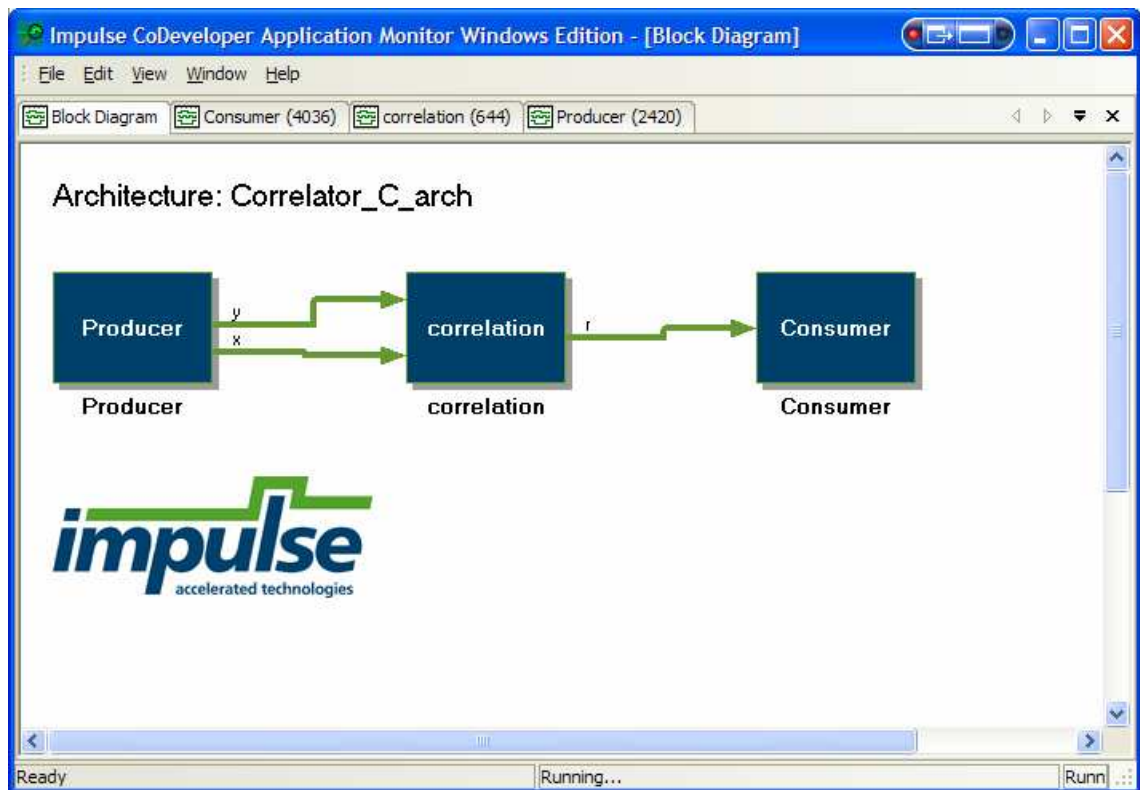 Impulse CoDeveloper Application Monitor Windows Edition - [Block Diagram]
File Edit View Window Help
Block Diagram Consumer (4036) correlation (644) Producer (2420)
Architecture: Correlator_C_arch
Producer y x correlation r Consumer
Producer correlation Consumer
impulse
accelerated technologies
Ready Running... Runn